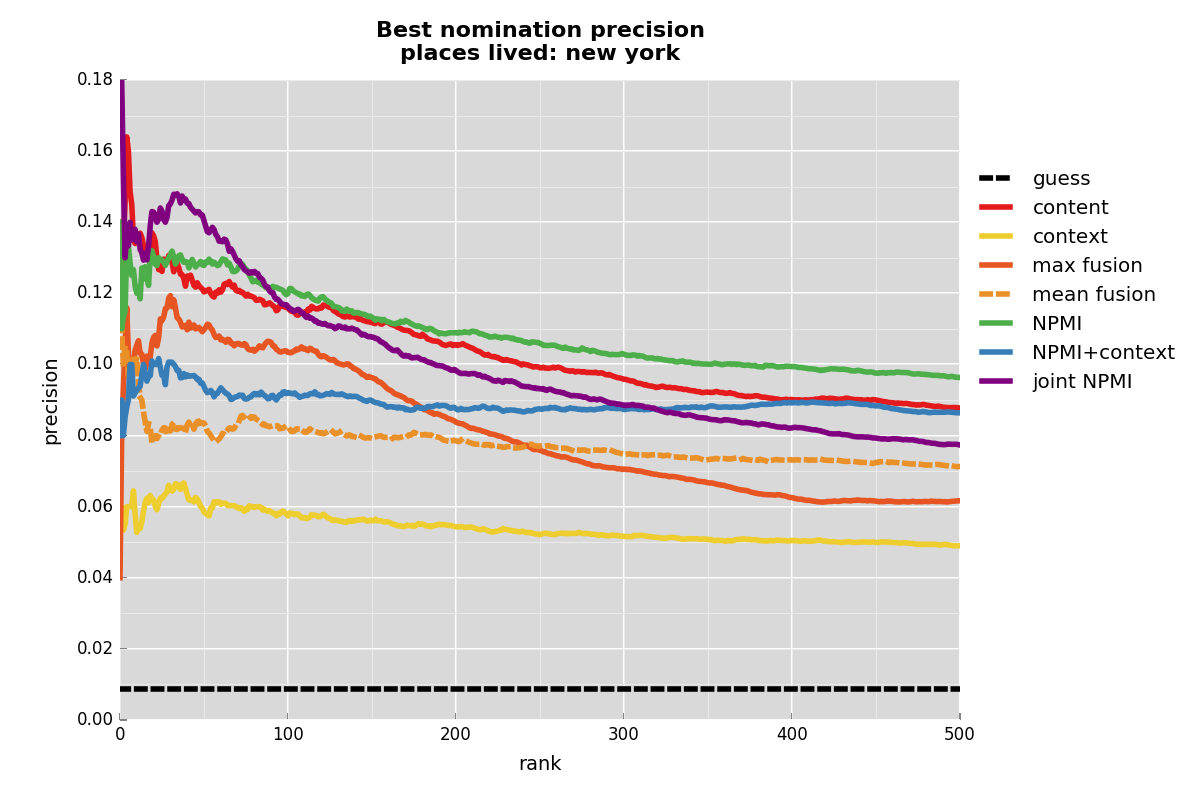 Best nomination precision
places lived: new york
precision
0.18
0.16
0.14
0.12
0.10
0.08
0.06
0.04
0.02
0.00
0 100 200 300 400 500
rank
guess
content
context
max fusion
mean fusion
NPMI
NPMI+context
joint NPMI